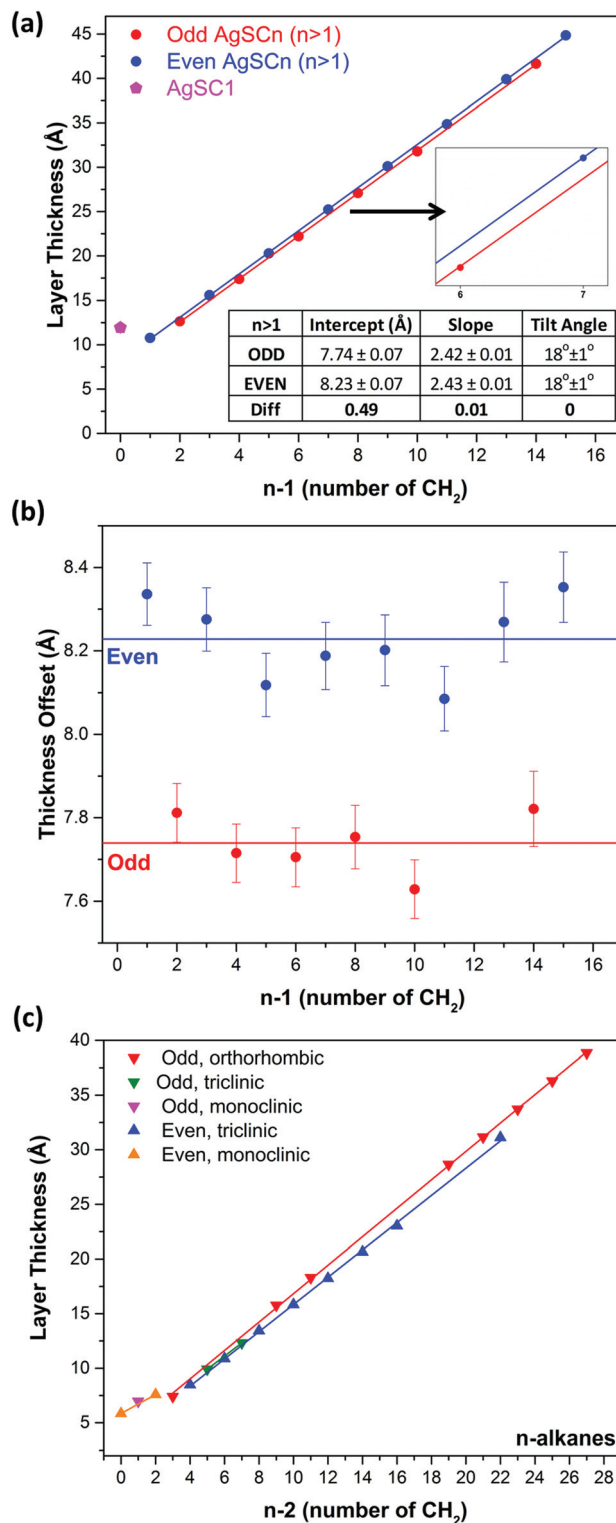 (a)
Odd AgSCn (n>1)
Even AgSCn (n>1)
AgSC1
45
40
35
30
25
20
15
10
5
0
Layer Thickness (Å)
6 7
n>1 Intercept (Å) Slope Tilt Angle
ODD 7.74 ± 0.07 2.42 ± 0.01 18°±1°
EVEN 8.23 ± 0.07 2.43 ± 0.01 18°±1°
Diff 0.49 0.01 0
0 2 4 6 8 10 12 14 16
n-1 (number of CH₂)
(b)
8.4
8.2
8.0
7.8
7.6
Thickness Offset (Å)
Even
Odd
0 2 4 6 8 10 12 14 16
n-1 (number of CH₂)
(c)
Odd, orthorhombic
Odd, triclinic
Odd, monoclinic
Even, triclinic
Even, monoclinic
40
35
30
25
20
15
10
5
Layer Thickness (Å)
n-alkanes
0 2 4 6 8 10 12 14 16 18 20 22 24 26 28
n-2 (number of CH₂)